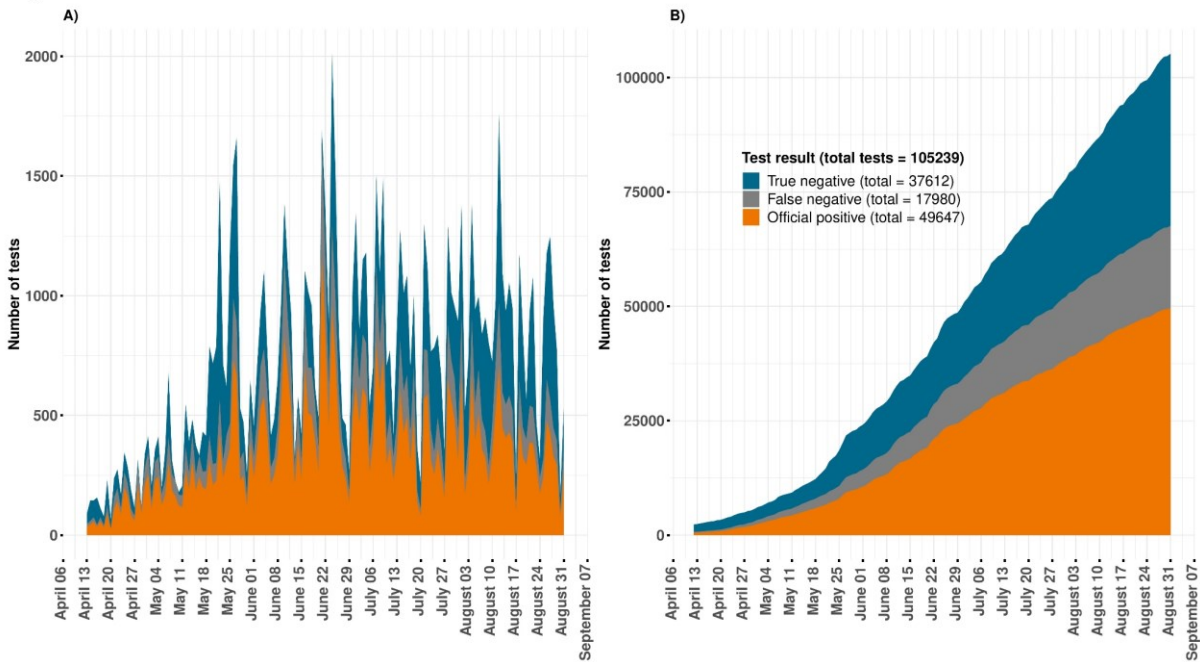 A)
Number of tests
2000
1500
1000
500
0
April 06
April 13
April 20
April 27
May 04
May 11
May 18
May 25
June 01
June 08
June 15
June 22
June 29
July 06
July 13
July 20
July 27
August 03
August 10
August 17
August 24
August 31
September 07
B)
Number of tests
100000
75000
50000
25000
0
Test result (total tests = 105239)
True negative (total = 37612)
False negative (total = 17980)
Official positive (total = 49647)
April 06
April 13
April 20
April 27
May 04
May 11
May 18
May 25
June 01
June 08
June 15
June 22
June 29
July 06
July 13
July 20
July 27
August 03
August 10
August 17
August 24
August 31
September 07